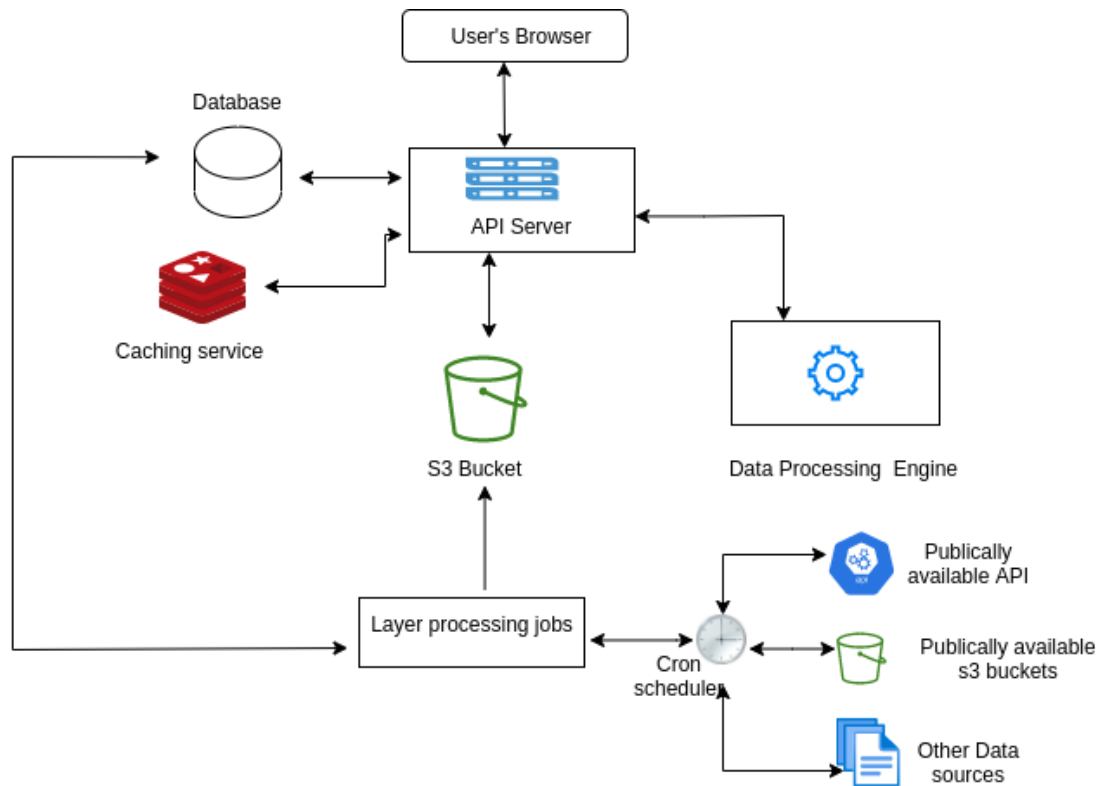 User's Browser
Database
API Server
Caching service
S3 Bucket
Data Processing  Engine
Publically
available API
Layer processing jobs
Publically available
s3 buckets
Cron
scheduler
Other Data
sources